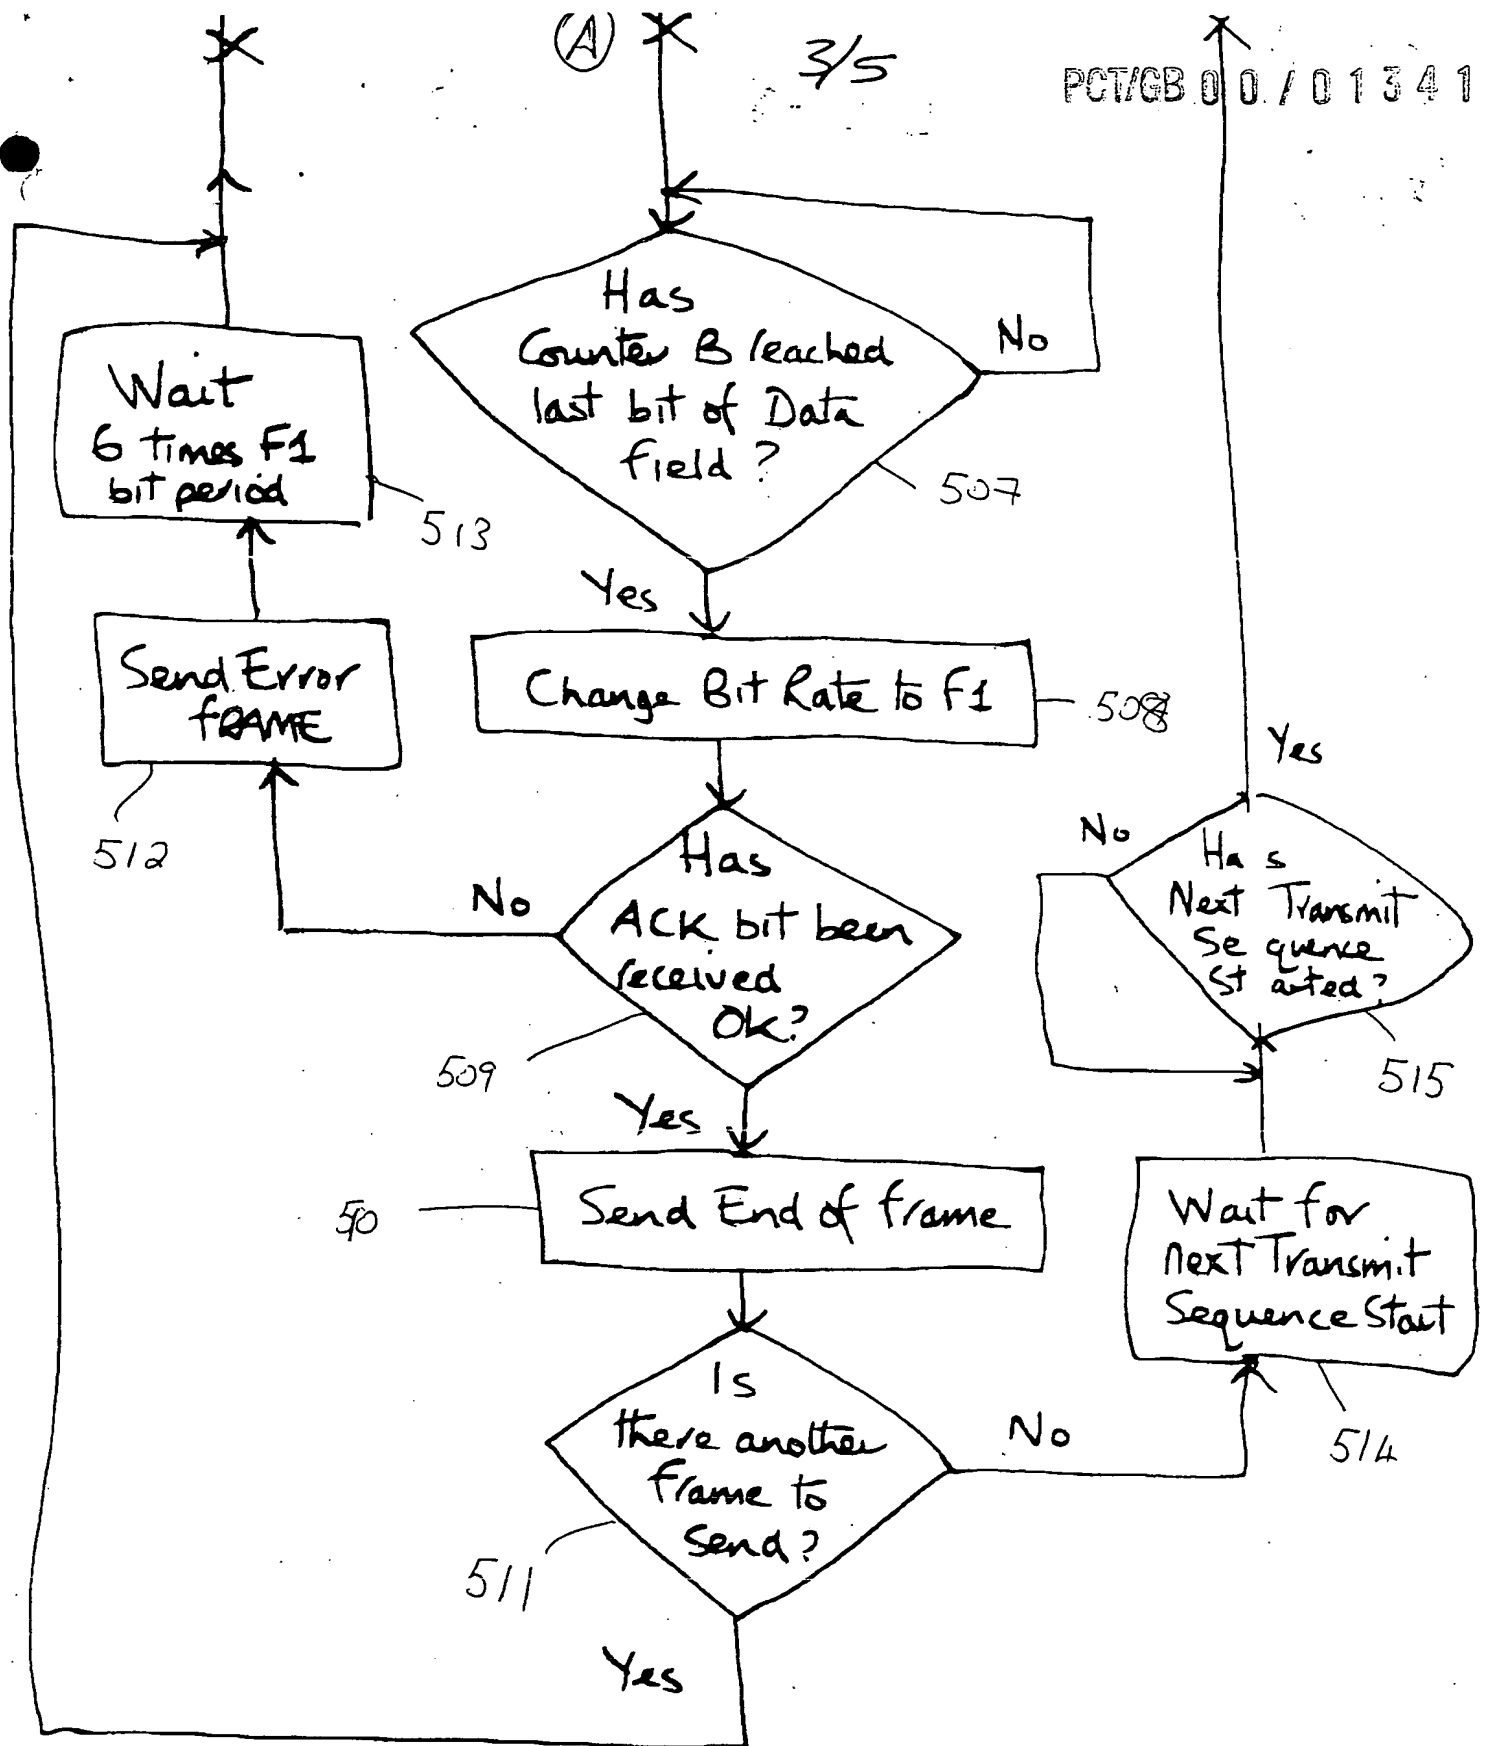 A
3/5
PCT/GB 00/01341
Has
Counter B reached
last bit of Data
field?
No
507
Wait
6 times F1
bit period
513
Yes
Send Error
FRAME
512
Change Bit Rate to F1
508
Yes
No
Has
ACK bit been
received
Ok?
509
No
Has
Next Transmit
Sequence
Started?
515
Yes
Send End of frame
510
Wait for
next Transmit
Sequence Start
514
Is
there another
frame to
send?
No
511
Yes